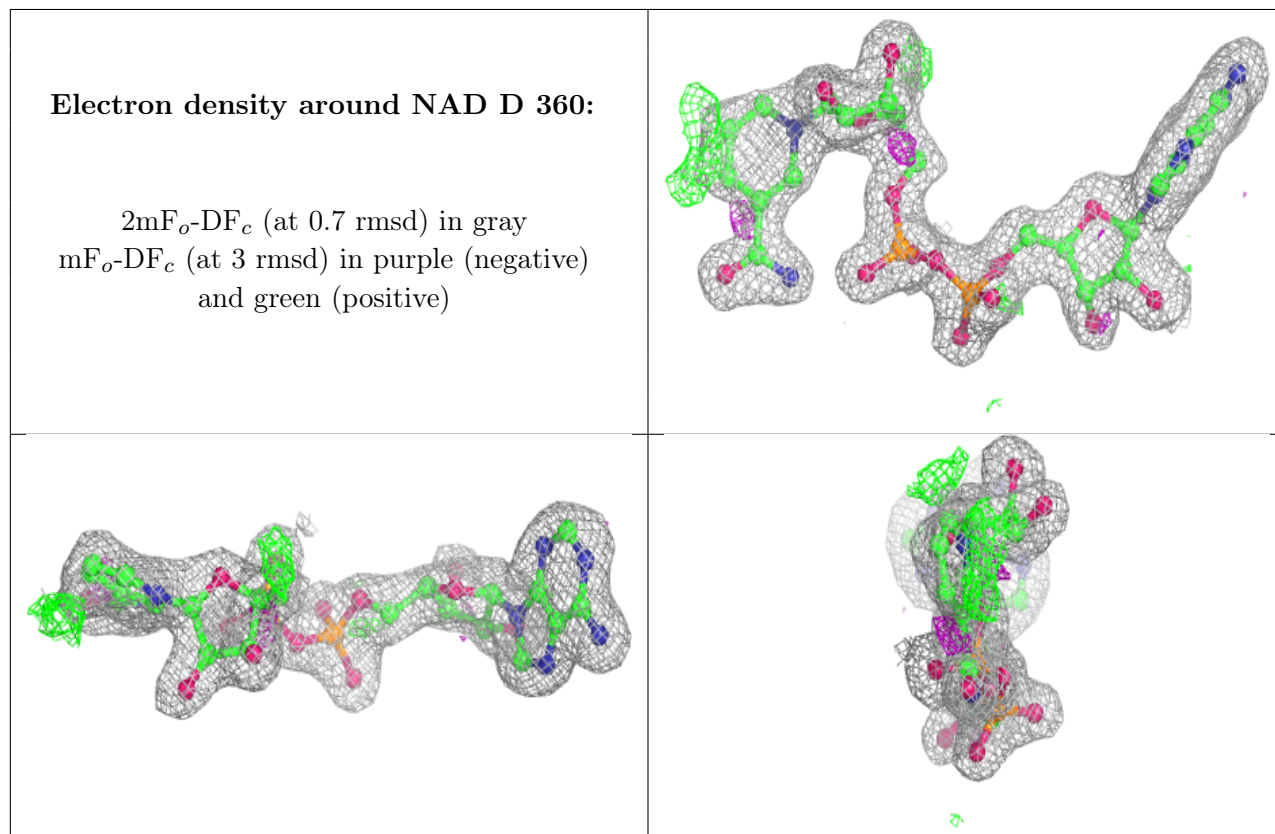 Electron density around NAD D 360:
2mFo-DFc (at 0.7 rmsd) in gray
mFo-DFc (at 3 rmsd) in purple (negative)
and green (positive)